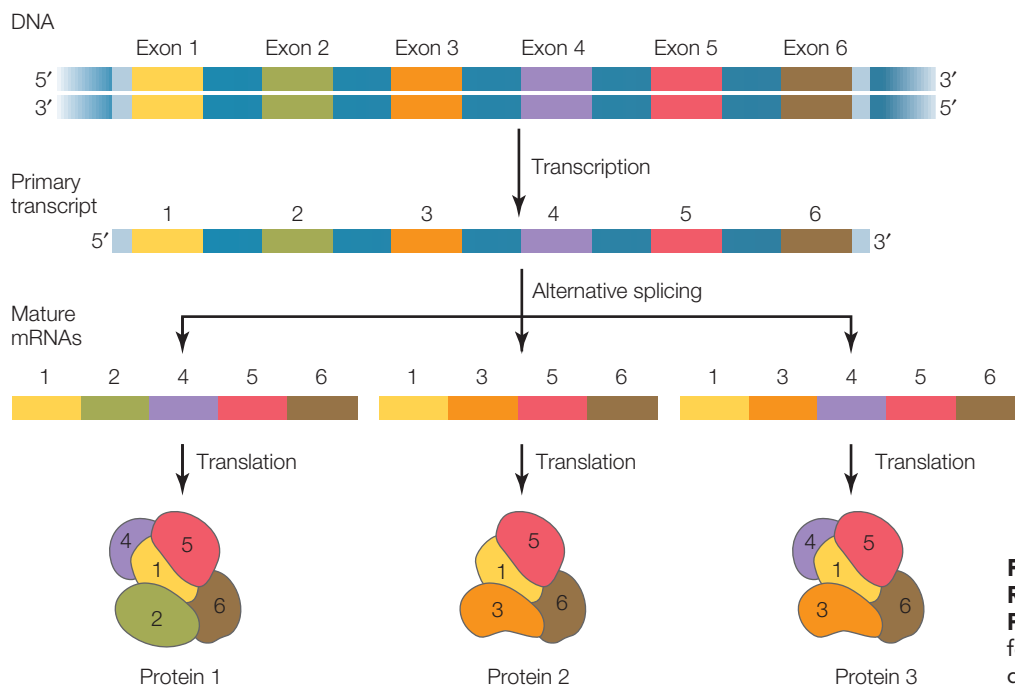 DNA
Exon 1 Exon 2 Exon 3 Exon 4 Exon 5 Exon 6
5′ 3′
3′ 5′
Transcription
Primary
transcript
1 2 3 4 5 6
5′ 3′
Alternative splicing
Mature
mRNAs
1 2 4 5 6 1 3 5 6 1 3 4 5 6
Translation Translation Translation
4 5 1 2 6
5 1 3 6
4 5 1 3 6
Protein 1 Protein 2 Protein 3